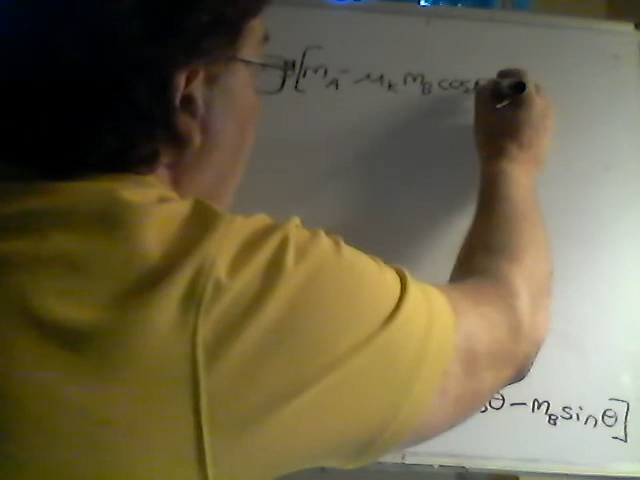 [m_A - μ_k m_B cos
θ - m_B sin θ]